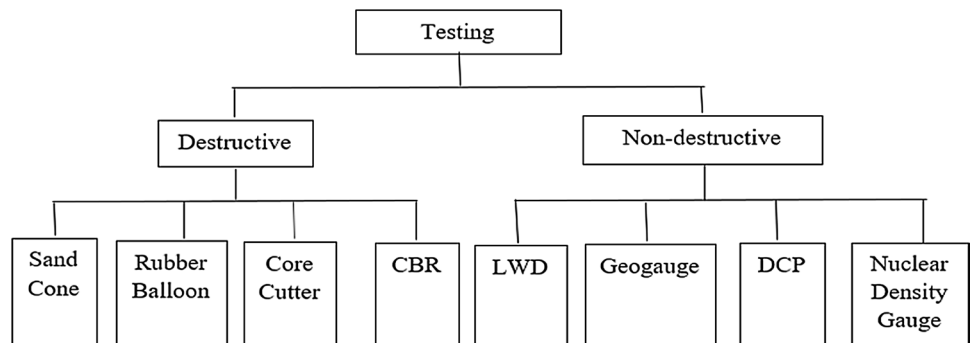 Testing
Destructive
Non-destructive
Sand
Cone
Rubber
Balloon
Core
Cutter
CBR
LWD
Geogauge
DCP
Nuclear
Density
Gauge